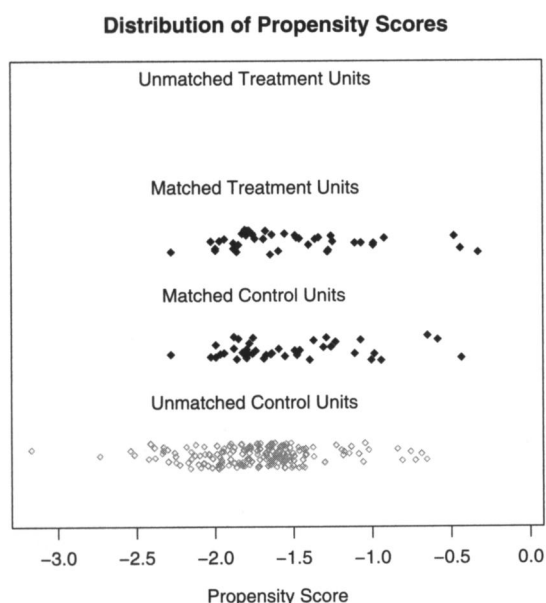 Distribution of Propensity Scores
Unmatched Treatment Units
Matched Treatment Units
Matched Control Units
Unmatched Control Units
−3.0 −2.5 −2.0 −1.5 −1.0 −0.5 0.0
Propensity Score